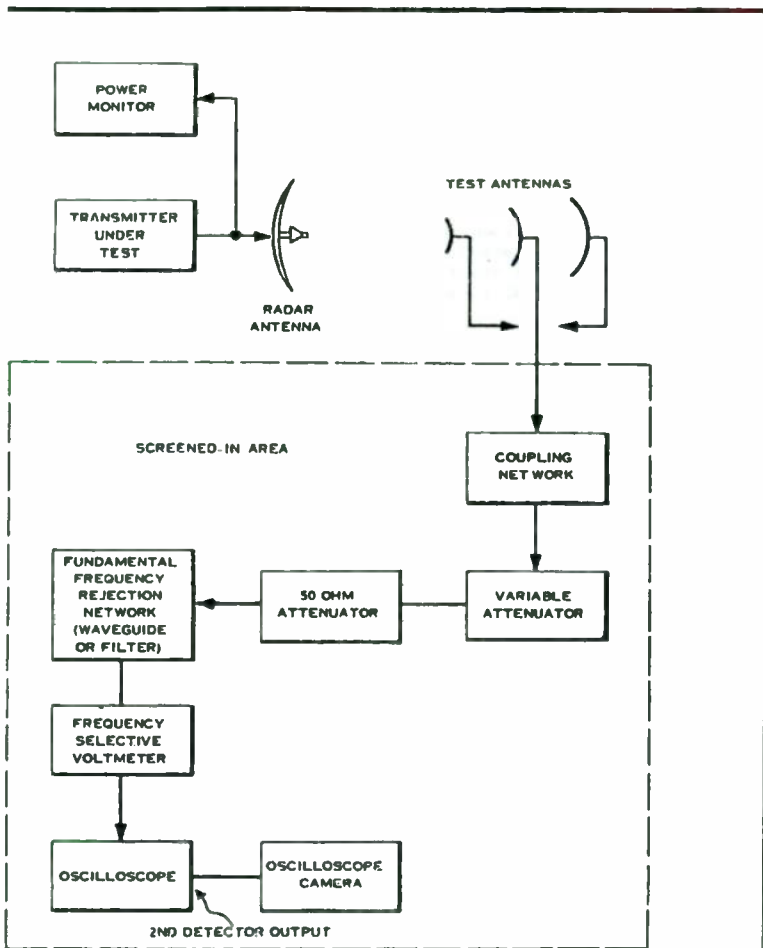 POWER
MONITOR
TRANSMITTER
UNDER
TEST
RADAR
ANTENNA
TEST ANTENNAS
SCREENED-IN AREA
COUPLING
NETWORK
FUNDAMENTAL
FREQUENCY
REJECTION
NETWORK
(WAVEGUIDE
OR FILTER)
50 OHM
ATTENUATOR
VARIABLE
ATTENUATOR
FREQUENCY
SELECTIVE
VOLTMETER
OSCILLOSCOPE
OSCILLOSCOPE
CAMERA
2ND DETECTOR OUTPUT